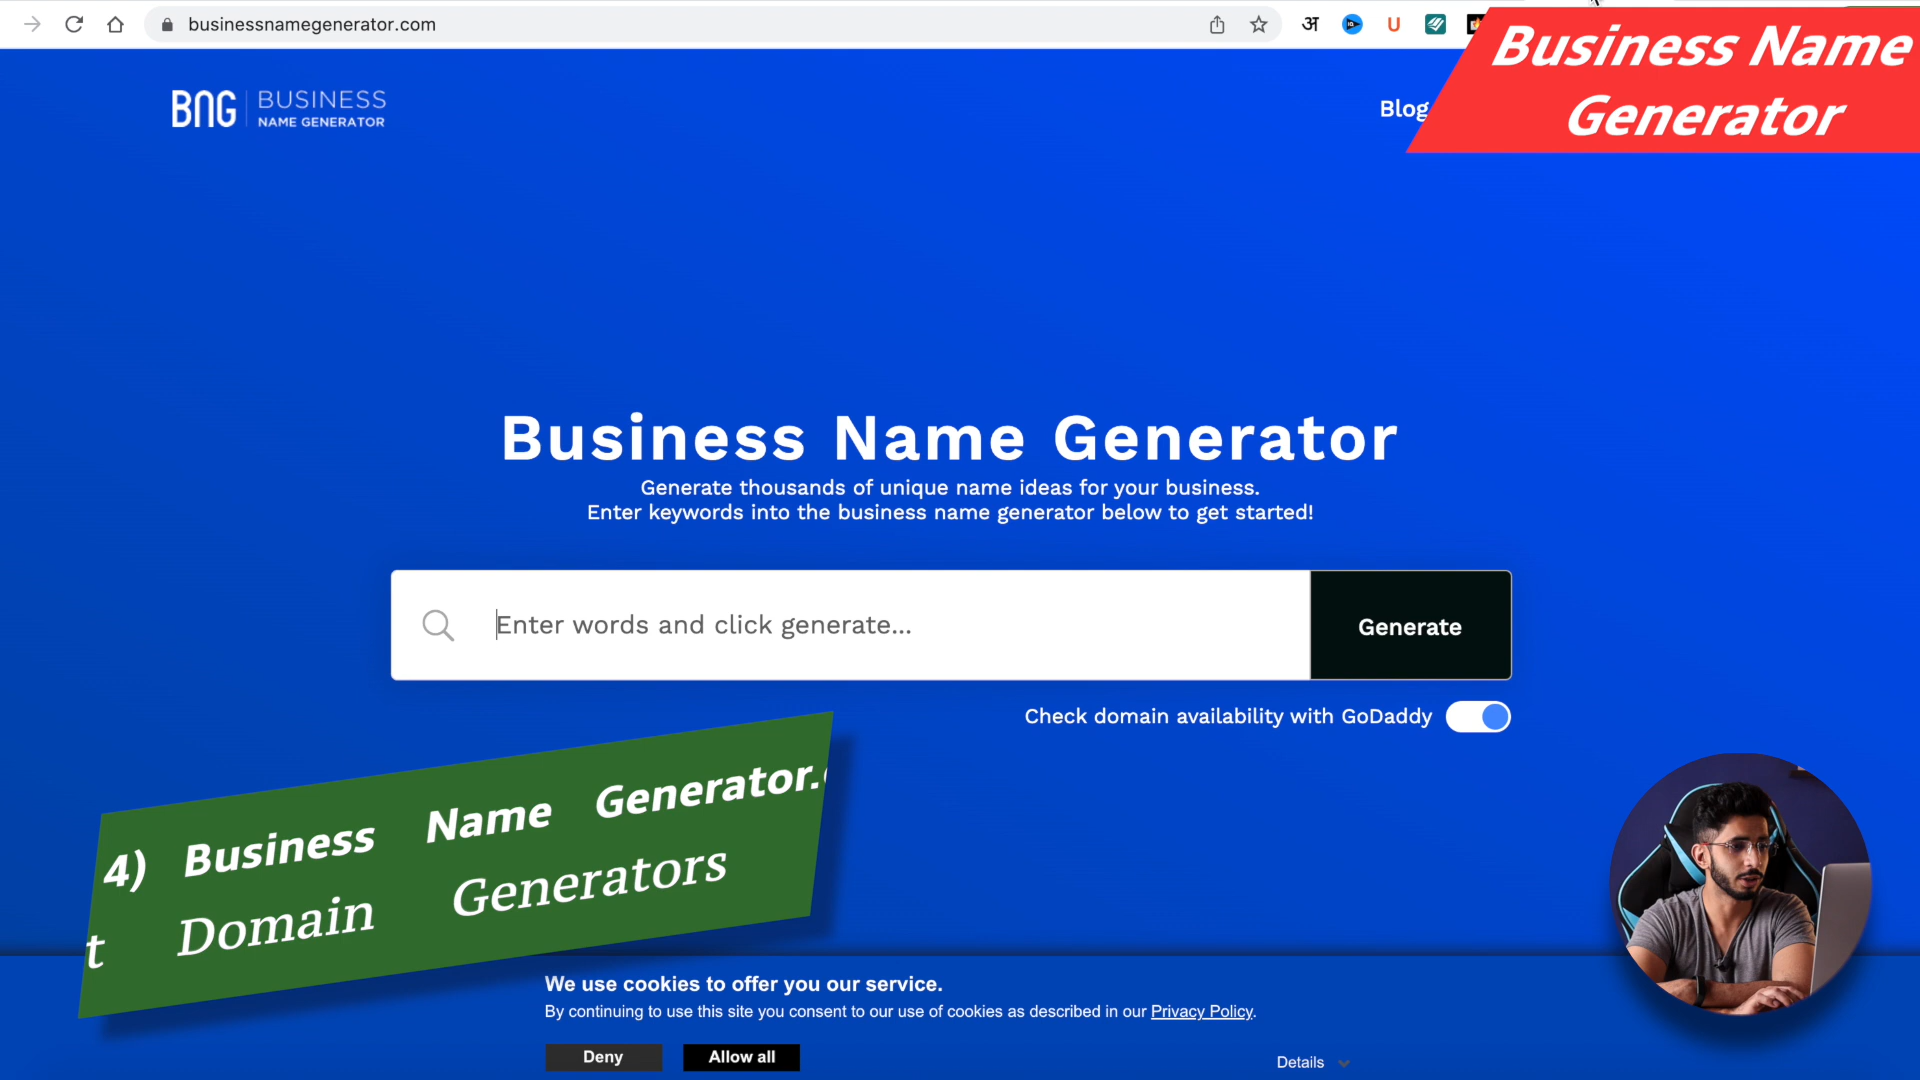 businessnamegenerator.com
अ
U
Business Name
Generator
BNG
BUSINESS
NAME GENERATOR
Blog
Business Name Generator
Generate thousands of unique name ideas for your business.
Enter keywords into the business name generator below to get started!
Enter words and click generate...
Generate
Check domain availability with GoDaddy
4) Business Name Generator.
t Domain Generators
We use cookies to offer you our service.
By continuing to use this site you consent to our use of cookies as described in our Privacy Policy.
Deny
Allow all
Details